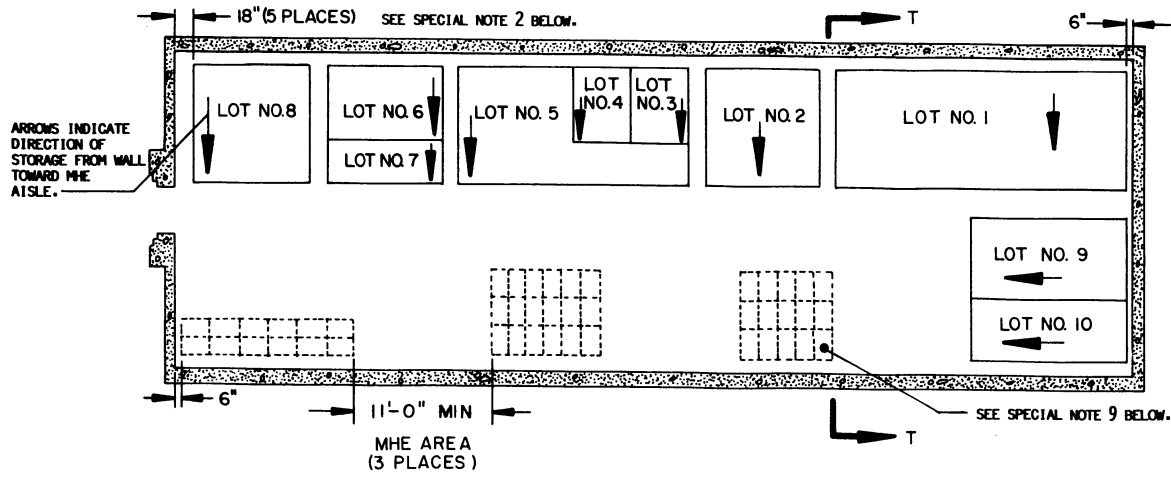 18" (5 PLACES) SEE SPECIAL NOTE 2 BELOW.
T
6"
LOT NO. 8
LOT NO. 6
LOT NO. 7
LOT NO. 5
LOT
NO. 4
LOT
NO. 3
LOT NO. 2
LOT NO. 1
ARROWS INDICATE
DIRECTION OF
STORAGE FROM WALL
TOWARD MHE
AISLE.
LOT NO. 9
LOT NO. 10
6"
11'-0" MIN
MHE AREA
(3 PLACES)
T
SEE SPECIAL NOTE 9 BELOW.